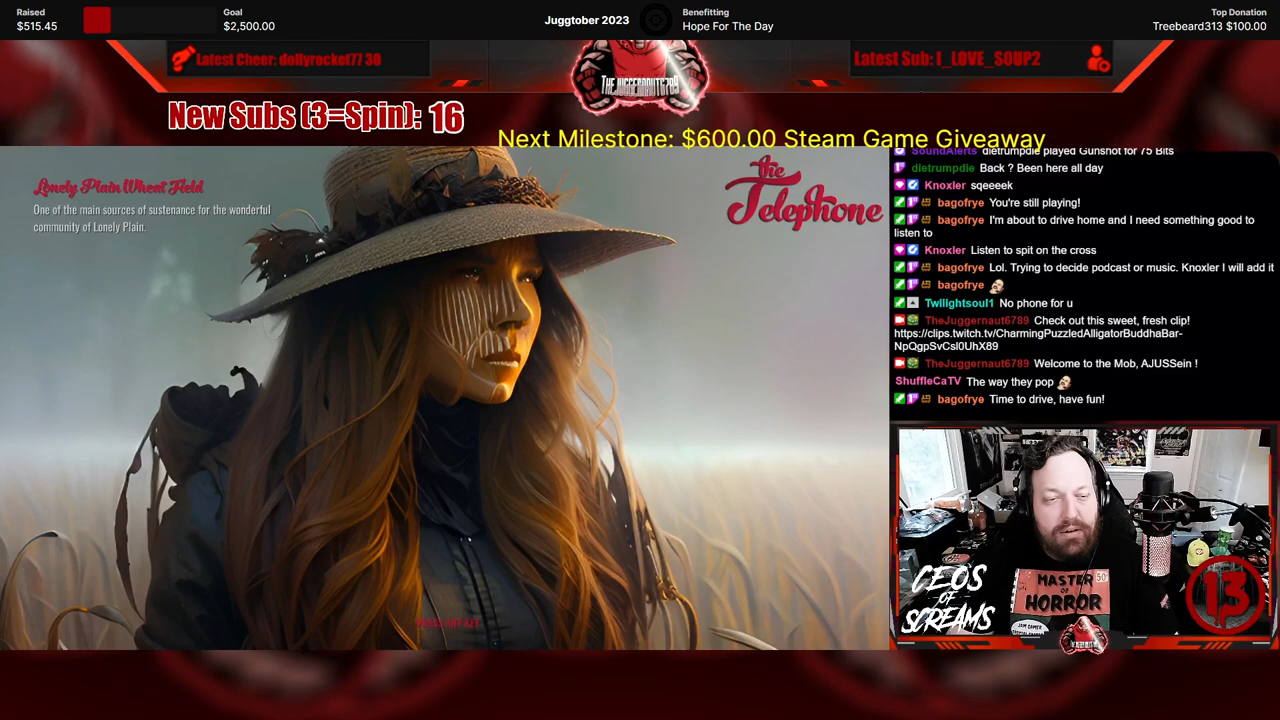 Raised
$515.45
Goal
$2,500.00
Juggtober 2023
Benefitting
Hope For The Day
Top Donation
Treebeard313 $100.00
Latest Cheer: dollyrocket77 30
THEJUGGERNAUT6789
Latest Sub: I_LOVE_SOUP2
New Subs (3=Spin): 16
Next Milestone: $600.00 Steam Game Giveaway
Lonely Plain Wheat Field
One of the main sources of sustenance for the wonderful
community of Lonely Plain.
the
Telephone
PRESS ANY KEY
SoundAlerts dietrumpdie played Gunshot for 75 Bits
dietrumpdie Back ? Been here all day
Knoxler sqeeeek
bagofrye You're still playing!
bagofrye I'm about to drive home and I need something good to
listen to
Knoxler Listen to spit on the cross
bagofrye Lol. Trying to decide podcast or music. Knoxler I will add it
bagofrye
Twilightsoul1 No phone for u
TheJuggernaut6789 Check out this sweet, fresh clip!
https://clips.twitch.tv/CharmingPuzzledAlligatorBuddhaBar-
NpQgpSvCsl0UhX89
TheJuggernaut6789 Welcome to the Mob, AJUSSein !
ShuffleCaTV The way they pop
bagofrye Time to drive, have fun!
CEOS
OF
SCREAMS
MASTER
OF
HORROR
13